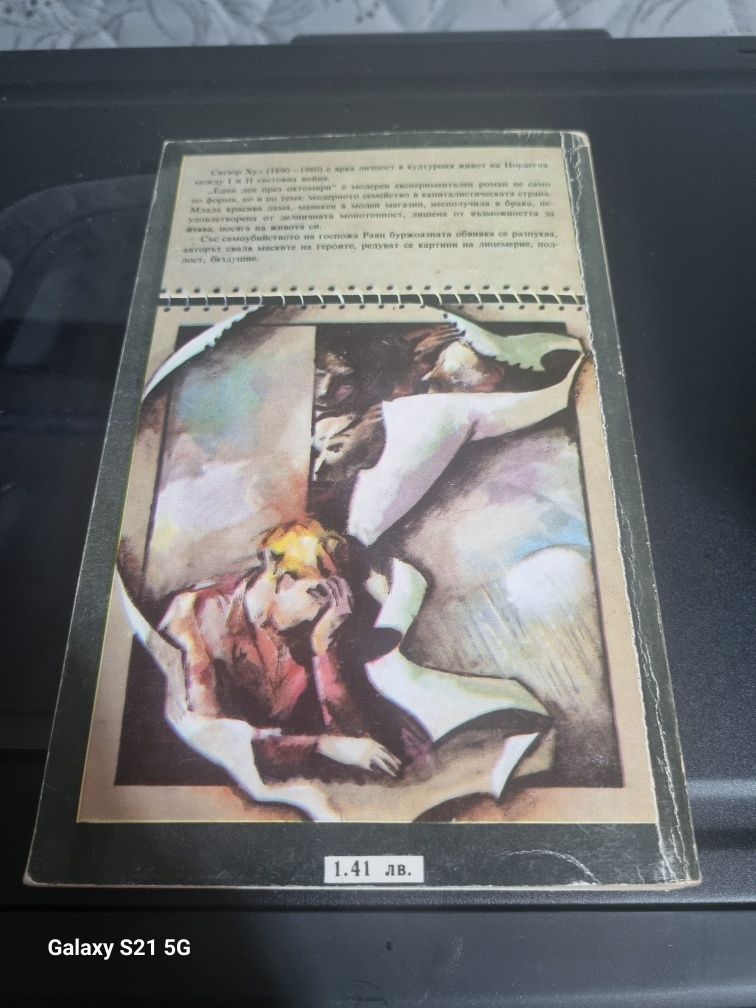 Сигюр Хул (1890–1960) е ярка личност в културния живот на Норвегия
между I и II световна война.
„Един ден през октомври“ е модерен експериментален роман не само
по форма, но и по тема: модерното семейство в капиталистическата страна.
Млада красива дама, манекен в моден магазин, несполучила в брака, не-
удовлетворена от делничната монотонност, лишена от възможността за
изява, посяга на живота си.
Със самоубийството на госпожа Равн буржоазната обвивка се разпуква,
авторът сваля маските на героите, редуват се картини на лицемерие, под-
лост, бездушие.
1.41 лв.
Galaxy S21 5G